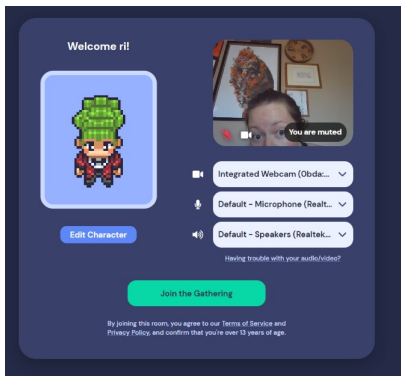 Welcome ri!
You are muted
Integrated Webcam (0bda:...
Default - Microphone (Realt...
Default - Speakers (Realtek...
Edit Character
Having trouble with your audio/video?
Join the Gathering
By joining this room, you agree to our Terms of Service and
Privacy Policy, and confirm that you're over 13 years of age.